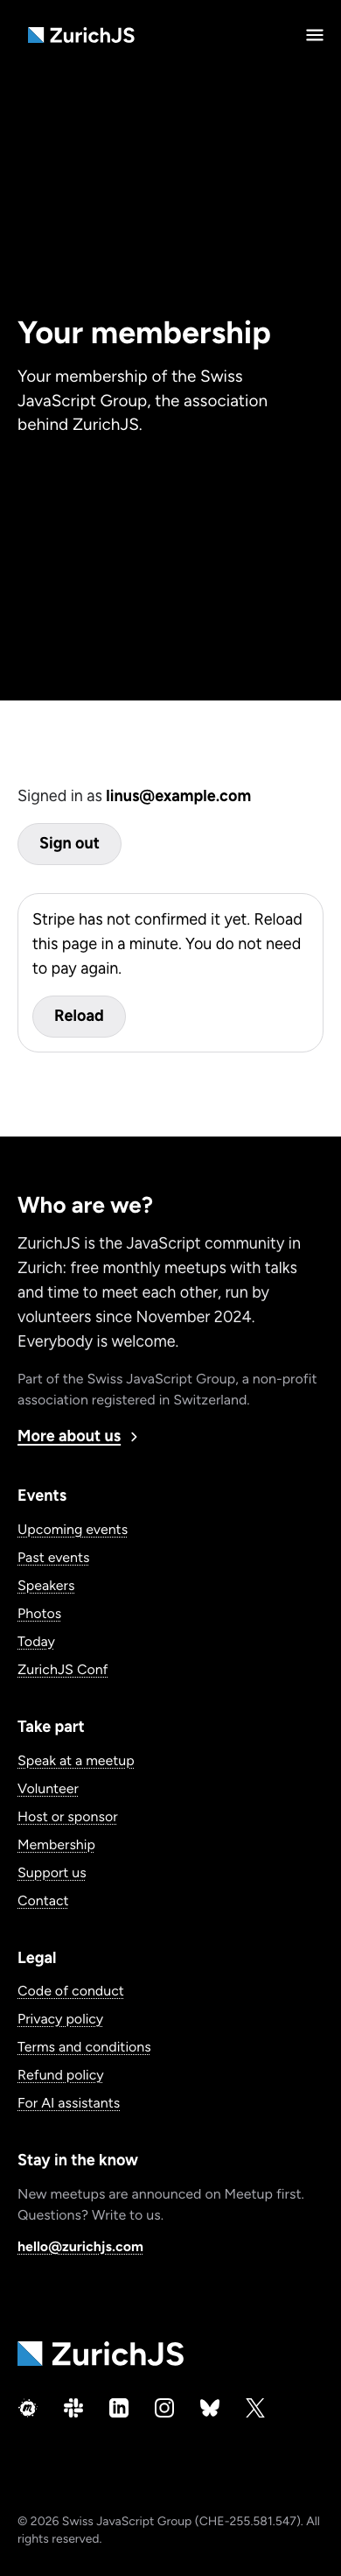 ZurichJS
Your membership
Your membership of the Swiss
JavaScript Group, the association
behind ZurichJS.
Signed in as linus@example.com
Sign out
Stripe has not confirmed it yet. Reload
this page in a minute. You do not need
to pay again.
Reload
Who are we?
ZurichJS is the JavaScript community in
Zurich: free monthly meetups with talks
and time to meet each other, run by
volunteers since November 2024.
Everybody is welcome.
Part of the Swiss JavaScript Group, a non-profit
association registered in Switzerland.
More about us
Events
Upcoming events
Past events
Speakers
Photos
Today
ZurichJS Conf
Take part
Speak at a meetup
Volunteer
Host or sponsor
Membership
Support us
Contact
Legal
Code of conduct
Privacy policy
Terms and conditions
Refund policy
For AI assistants
Stay in the know
New meetups are announced on Meetup first.
Questions? Write to us.
hello@zurichjs.com
ZurichJS
© 2026 Swiss JavaScript Group (CHE-255.581.547). All
rights reserved.